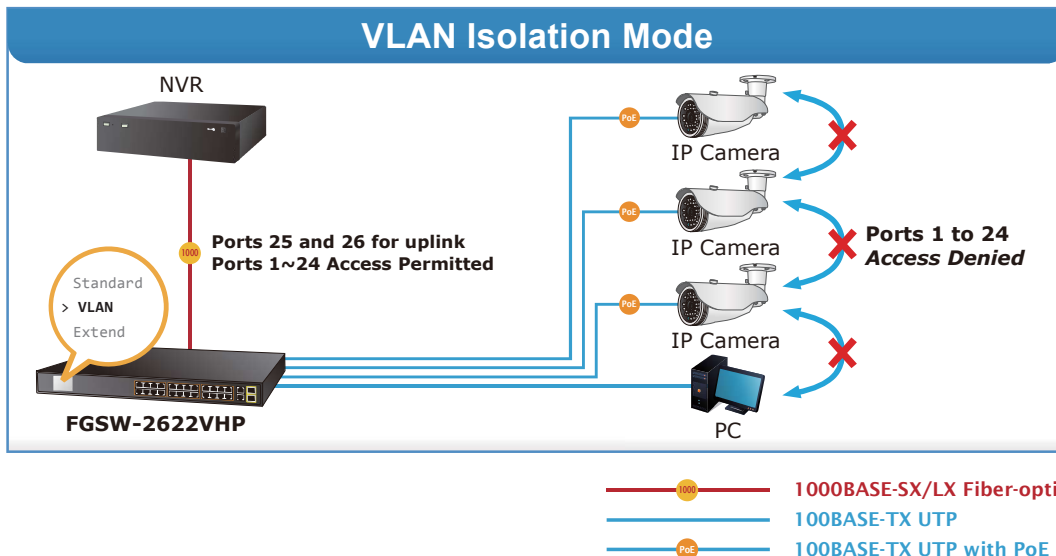 VLAN Isolation Mode
NVR
1000
Ports 25 and 26 for uplink
Ports 1~24 Access Permitted
Standard
> VLAN
Extend
FGSW-2622VHP
PoE
IP Camera
PoE
IP Camera
PoE
IP Camera
PC
Ports 1 to 24
Access Denied
1000 1000BASE-SX/LX Fiber-opti
100BASE-TX UTP
PoE 100BASE-TX UTP with PoE